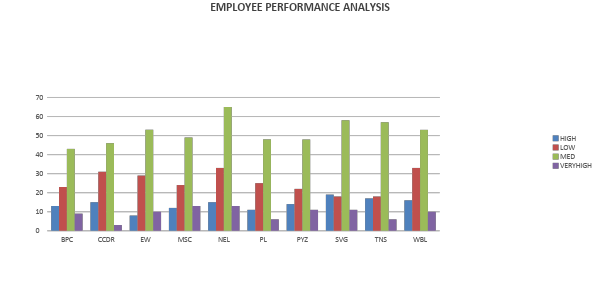 EMPLOYEE PERFORMANCE ANALYSIS
70
60
50
40
30
20
10
0
BPC CCDR EW MSC NEL PL PYZ SVG TNS WBL
HIGH
LOW
MED
VERYHIGH